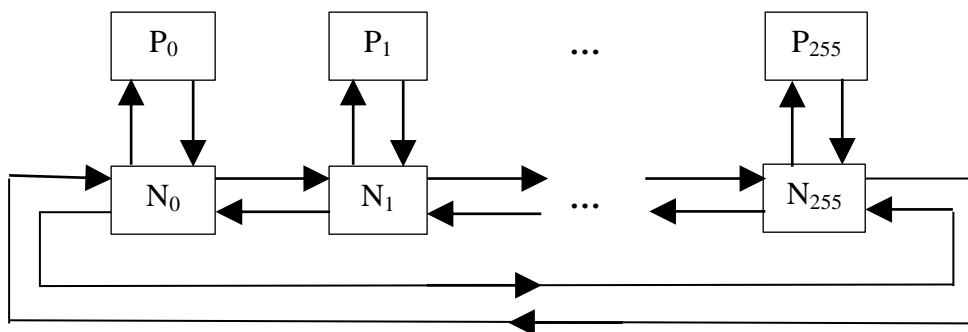 P₀ P₁ ... P₂₅₅
N₀ N₁ ... N₂₅₅